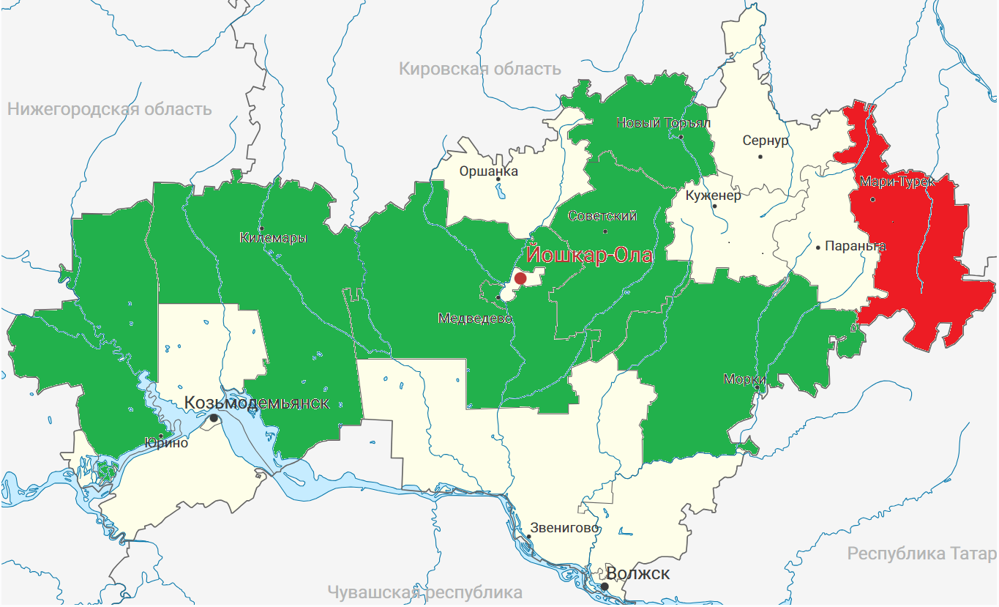 Кировская область
Нижегородская область
Новый Торъял
Сернур
Оршанка
Мари-Турек
Куженер
Советский
Килемары
Параньга
Йошкар-Ола
Медведево
Морки
Козьмодемьянск
Юрино
Звенигово
Республика Татар
Волжск
Чувашская республика